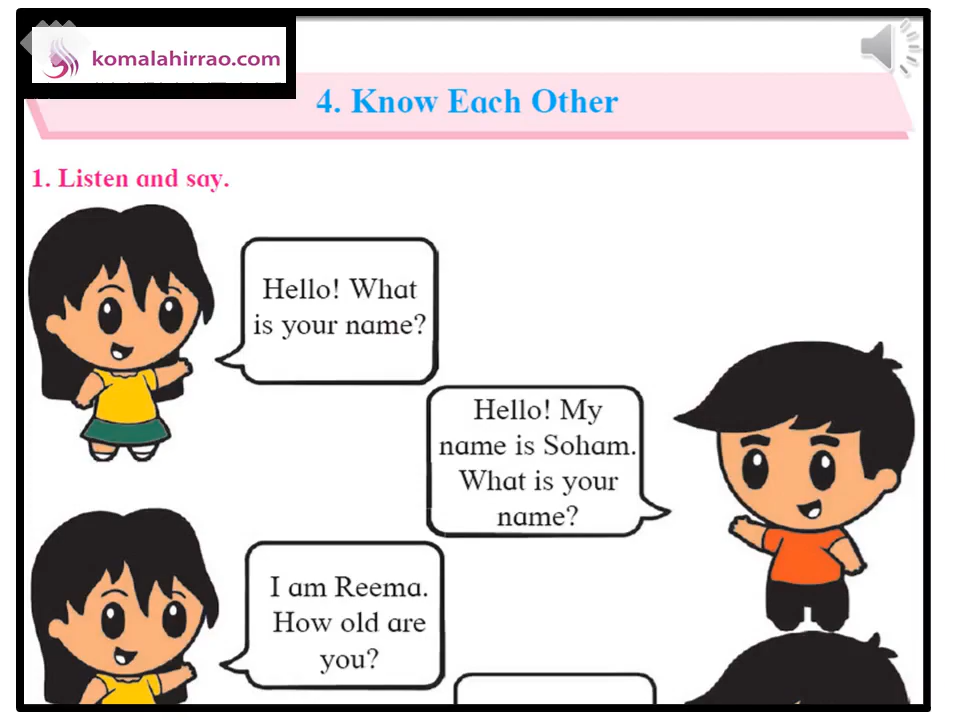 komalahirrao.com
4. Know Each Other
1. Listen and say.
Hello! What
is your name?
Hello! My
name is Soham.
What is your
name?
I am Reema.
How old are
you?